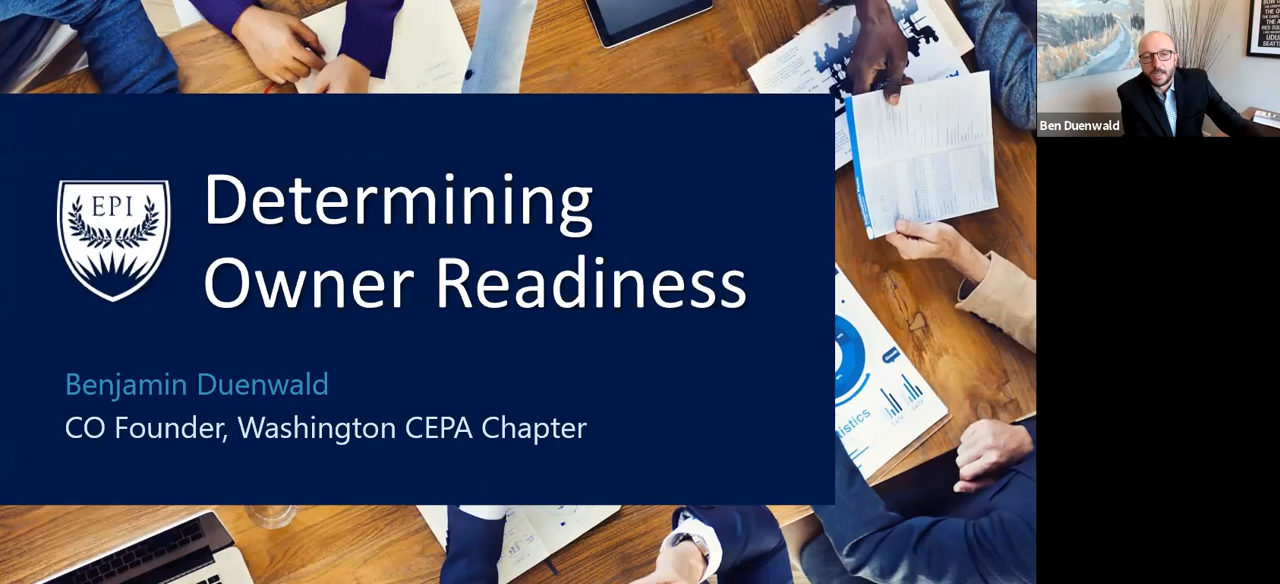 EPI
Determining
Owner Readiness
Benjamin Duenwald
CO Founder, Washington CEPA Chapter
Ben Duenwald